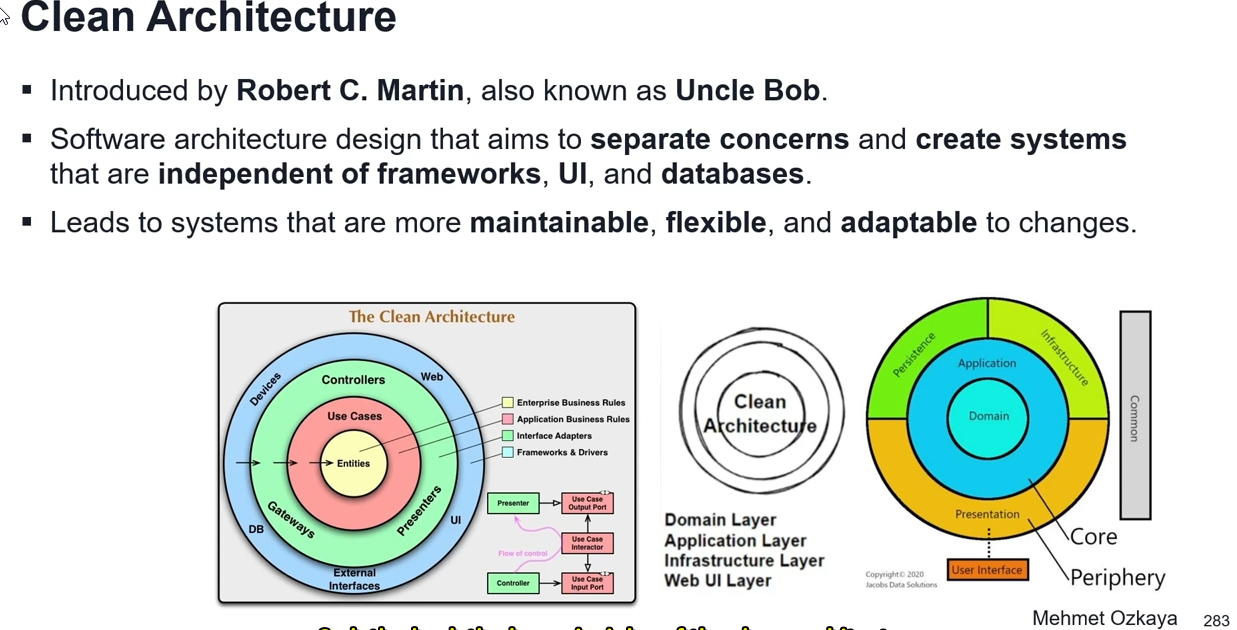 Clean Architecture
▪ Introduced by Robert C. Martin, also known as Uncle Bob.
▪ Software architecture design that aims to separate concerns and create systems
that are independent of frameworks, UI, and databases.
▪ Leads to systems that are more maintainable, flexible, and adaptable to changes.
The Clean Architecture
Devices
Web
Controllers
Use Cases
Entities
Gateways
Presenters
DB
UI
External
Interfaces
Enterprise Business Rules
Application Business Rules
Interface Adapters
Frameworks & Drivers
Presenter
Use Case
Output Port
Flow of control
Use Case
Interactor
Controller
Use Case
Input Port
Clean
Architecture
Domain Layer
Application Layer
Infrastructure Layer
Web UI Layer
Persistence
Infrastructure
Application
Domain
Presentation
User Interface
Common
Core
Periphery
Copyright© 2020
Jacobs Data Solutions
Mehmet Ozkaya 283